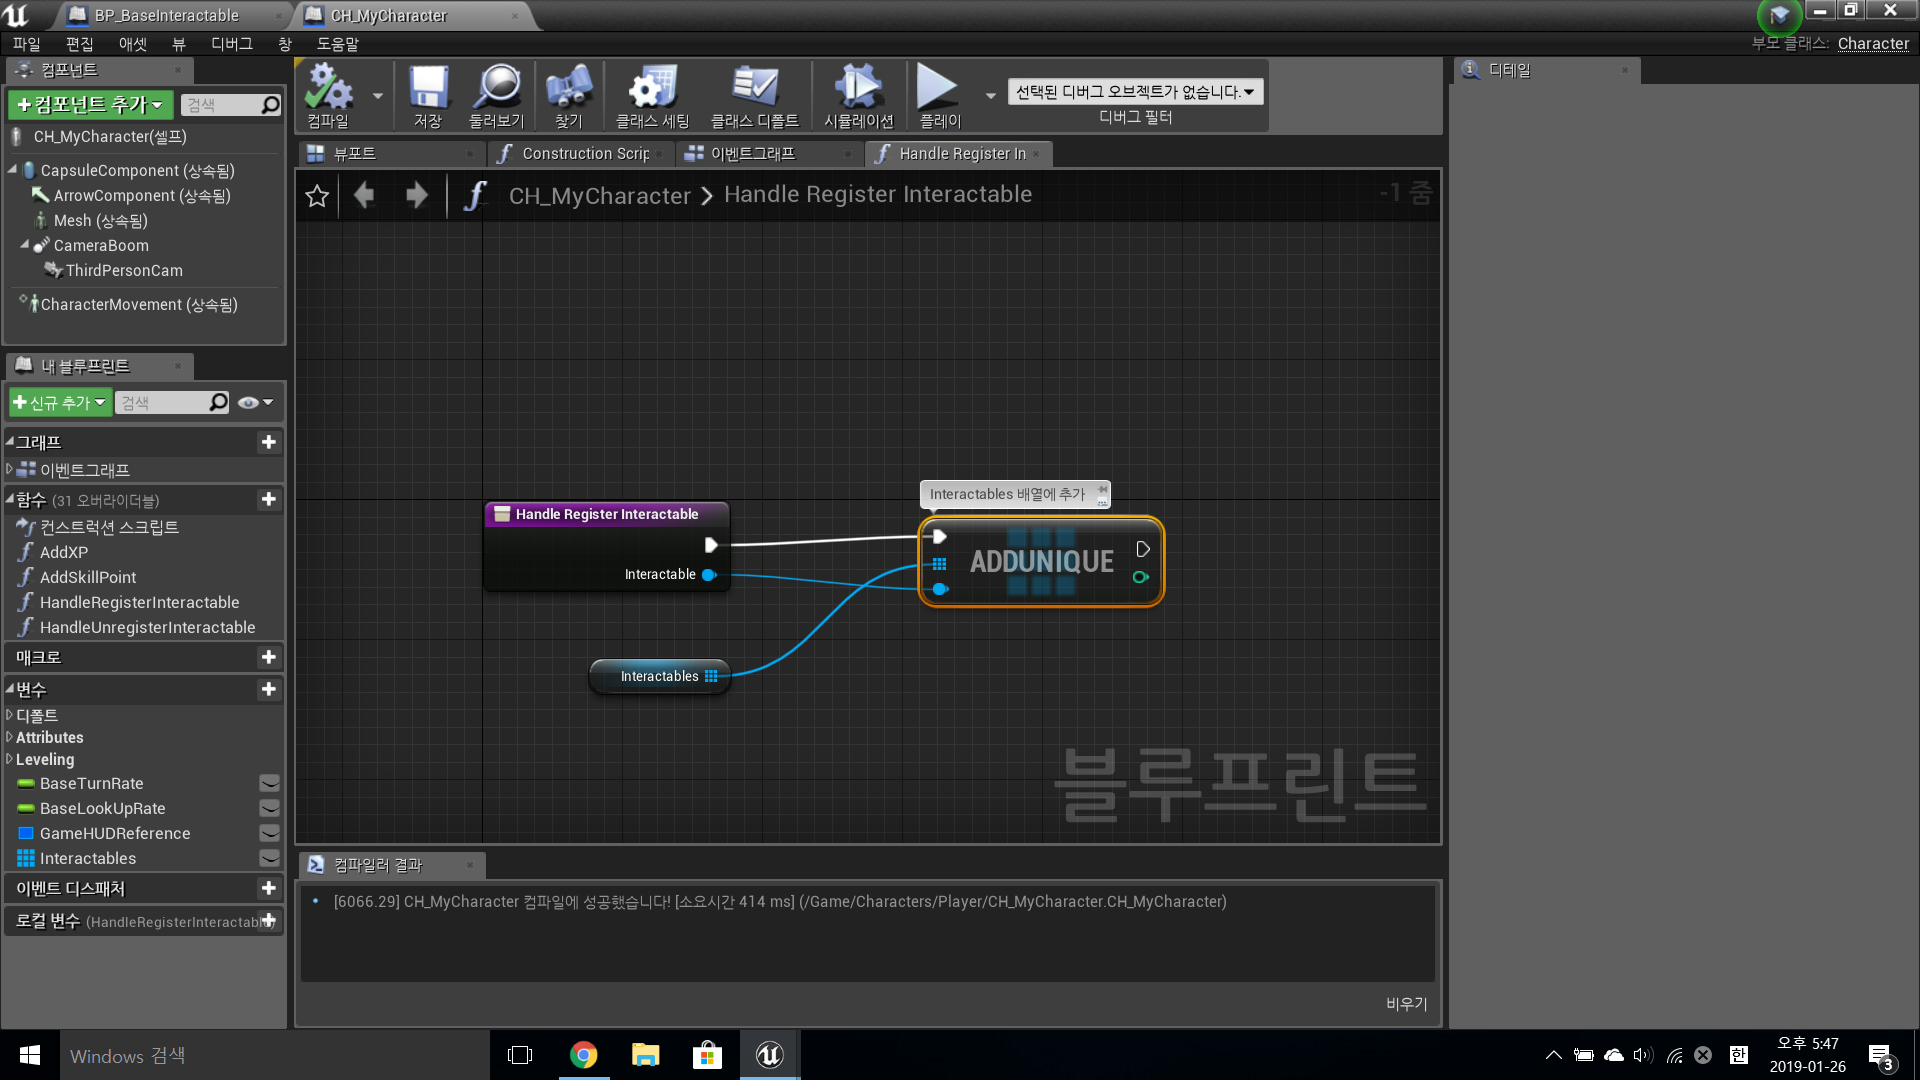 BP_BaseInteractable
CH_MyCharacter
파일 편집 애셋 뷰 디버그 창 도움말
부모 클래스: Character
컴포넌트
+컴포넌트 추가
검색
CH_MyCharacter(셀프)
CapsuleComponent (상속됨)
ArrowComponent (상속됨)
Mesh (상속됨)
CameraBoom
ThirdPersonCam
CharacterMovement (상속됨)
내 블루프린트
+신규 추가
검색
그래프
이벤트그래프
함수 (31 오버라이더블)
컨스트럭션 스크립트
AddXP
AddSkillPoint
HandleRegisterInteractable
HandleUnregisterInteractable
매크로
변수
디폴트
Attributes
Leveling
BaseTurnRate
BaseLookUpRate
GameHUDReference
Interactables
이벤트 디스패처
로컬 변수 (HandleRegisterInteractable)
컴파일
저장
둘러보기
찾기
클래스 세팅
클래스 디폴트
시뮬레이션
플레이
선택된 디버그 오브젝트가 없습니다.
디버그 필터
뷰포트
Construction Scrip
이벤트그래프
Handle Register In
CH_MyCharacter > Handle Register Interactable
-1 줌
Interactables 배열에 추가
Handle Register Interactable
Interactable
ADDUNIQUE
Interactables
블루프린트
컴파일러 결과
[6066.29] CH_MyCharacter 컴파일에 성공했습니다! [소요시간 414 ms] (/Game/Characters/Player/CH_MyCharacter.CH_MyCharacter)
비우기
디테일
Windows 검색
한
오후 5:47
2019-01-26
3